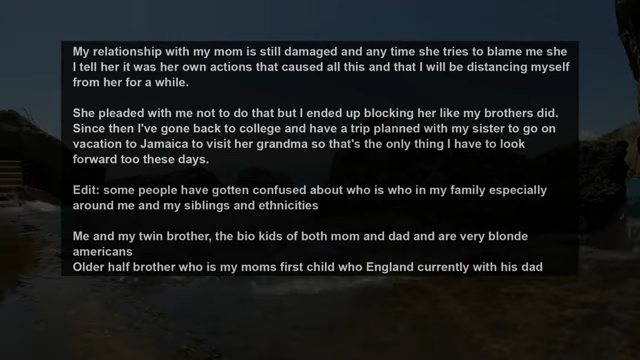 My relationship with my mom is still damaged and any time she tries to blame me she
I tell her it was her own actions that caused all this and that I will be distancing myself
from her for a while.
She pleaded with me not to do that but I ended up blocking her like my brothers did.
Since then I've gone back to college and have a trip planned with my sister to go on
vacation to Jamaica to visit her grandma so that's the only thing I have to look
forward too these days.
Edit: some people have gotten confused about who is who in my family especially
around me and my siblings and ethnicities
Me and my twin brother, the bio kids of both mom and dad and are very blonde
americans
Older half brother who is my moms first child who England currently with his dad